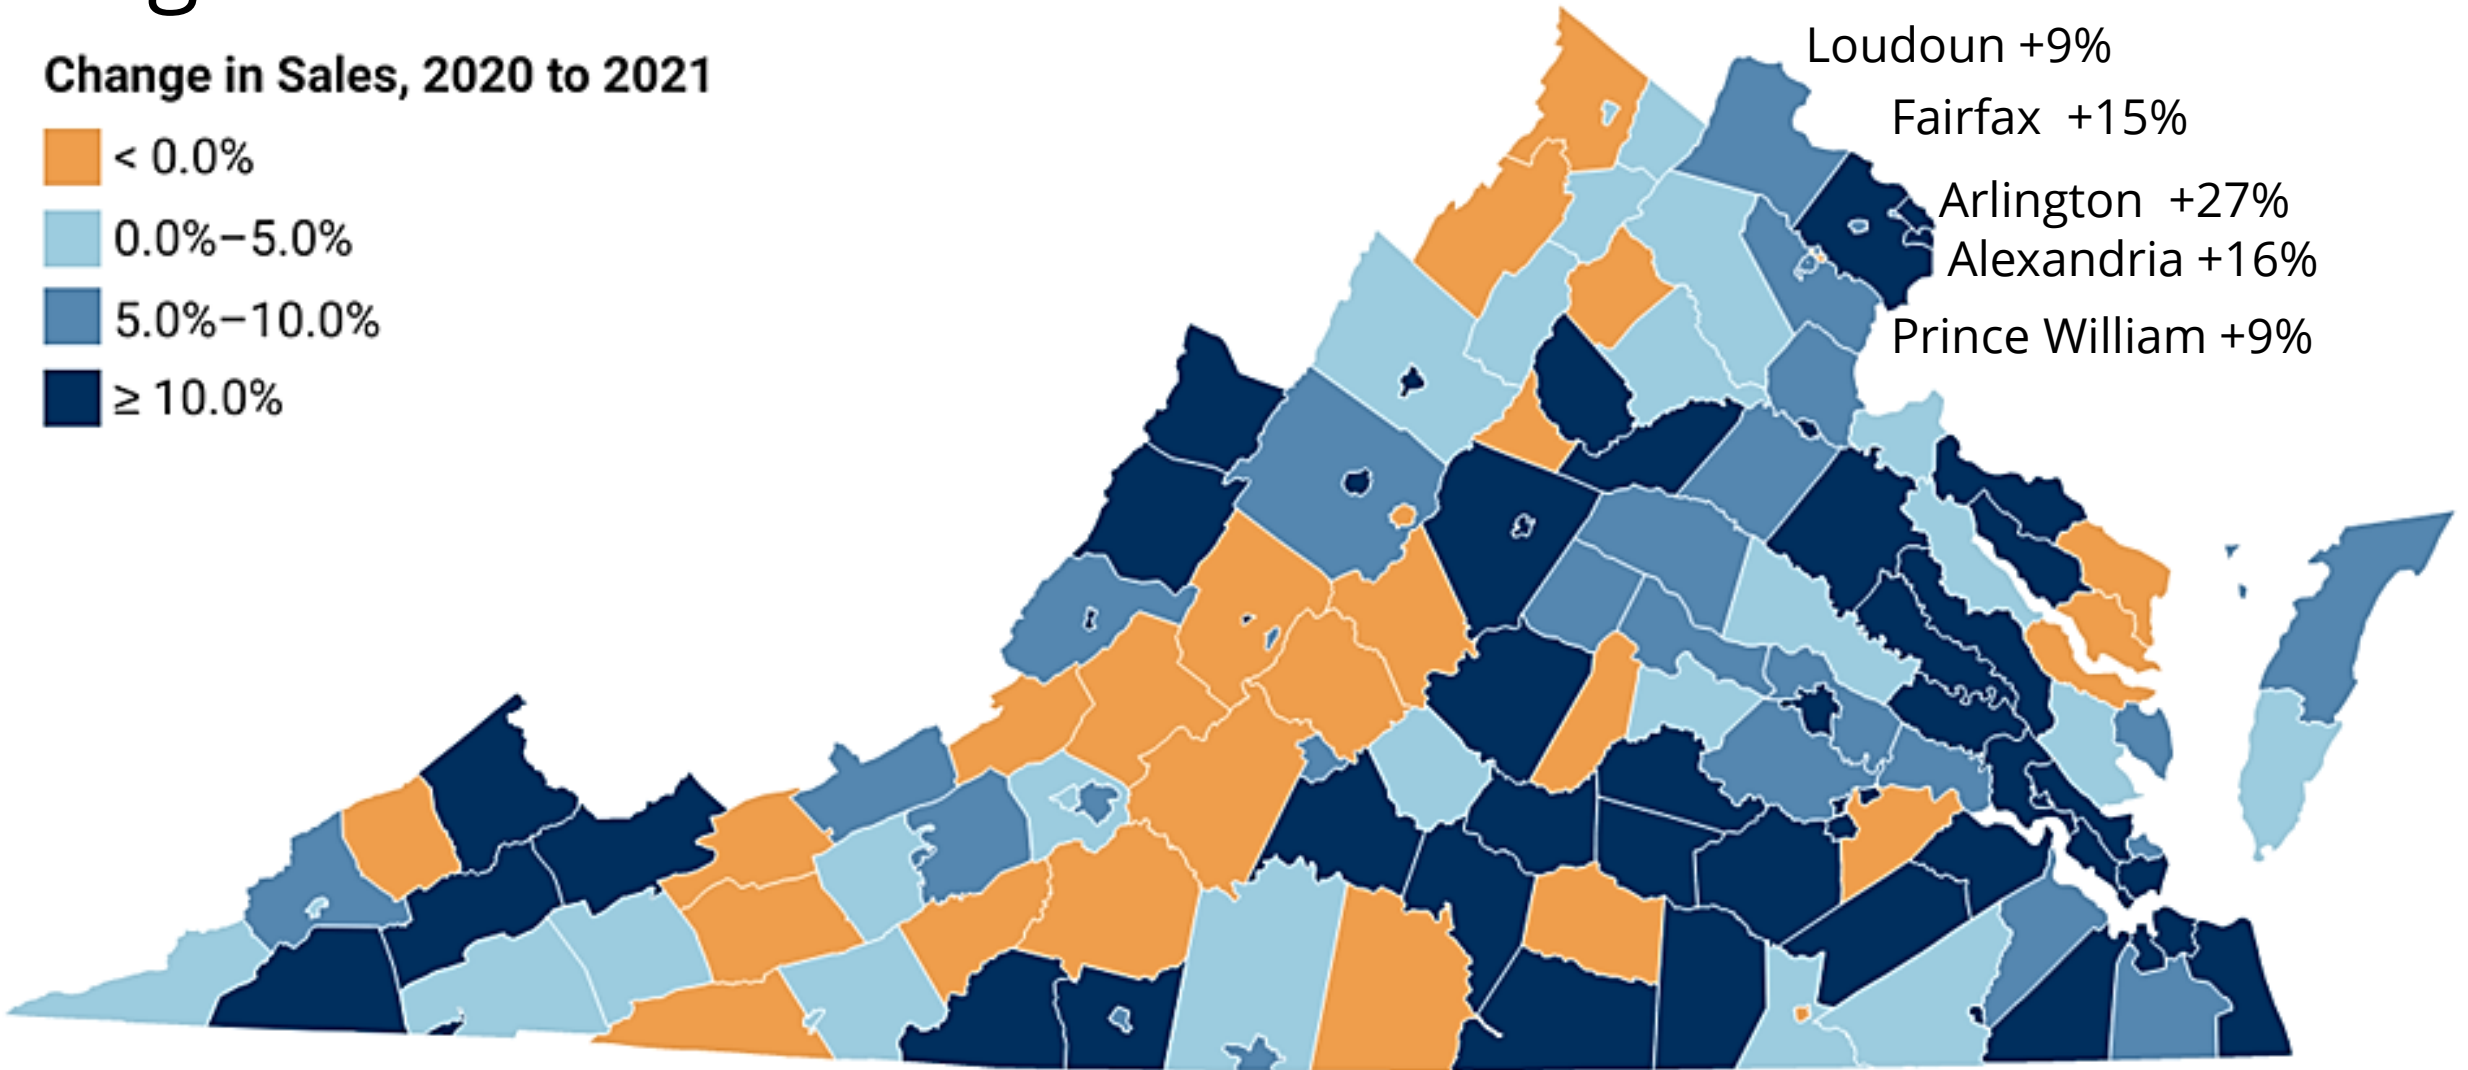 Change in Sales, 2020 to 2021
< 0.0%
0.0%–5.0%
5.0%–10.0%
≥ 10.0%
Loudoun +9%
Fairfax +15%
Arlington +27%
Alexandria +16%
Prince William +9%